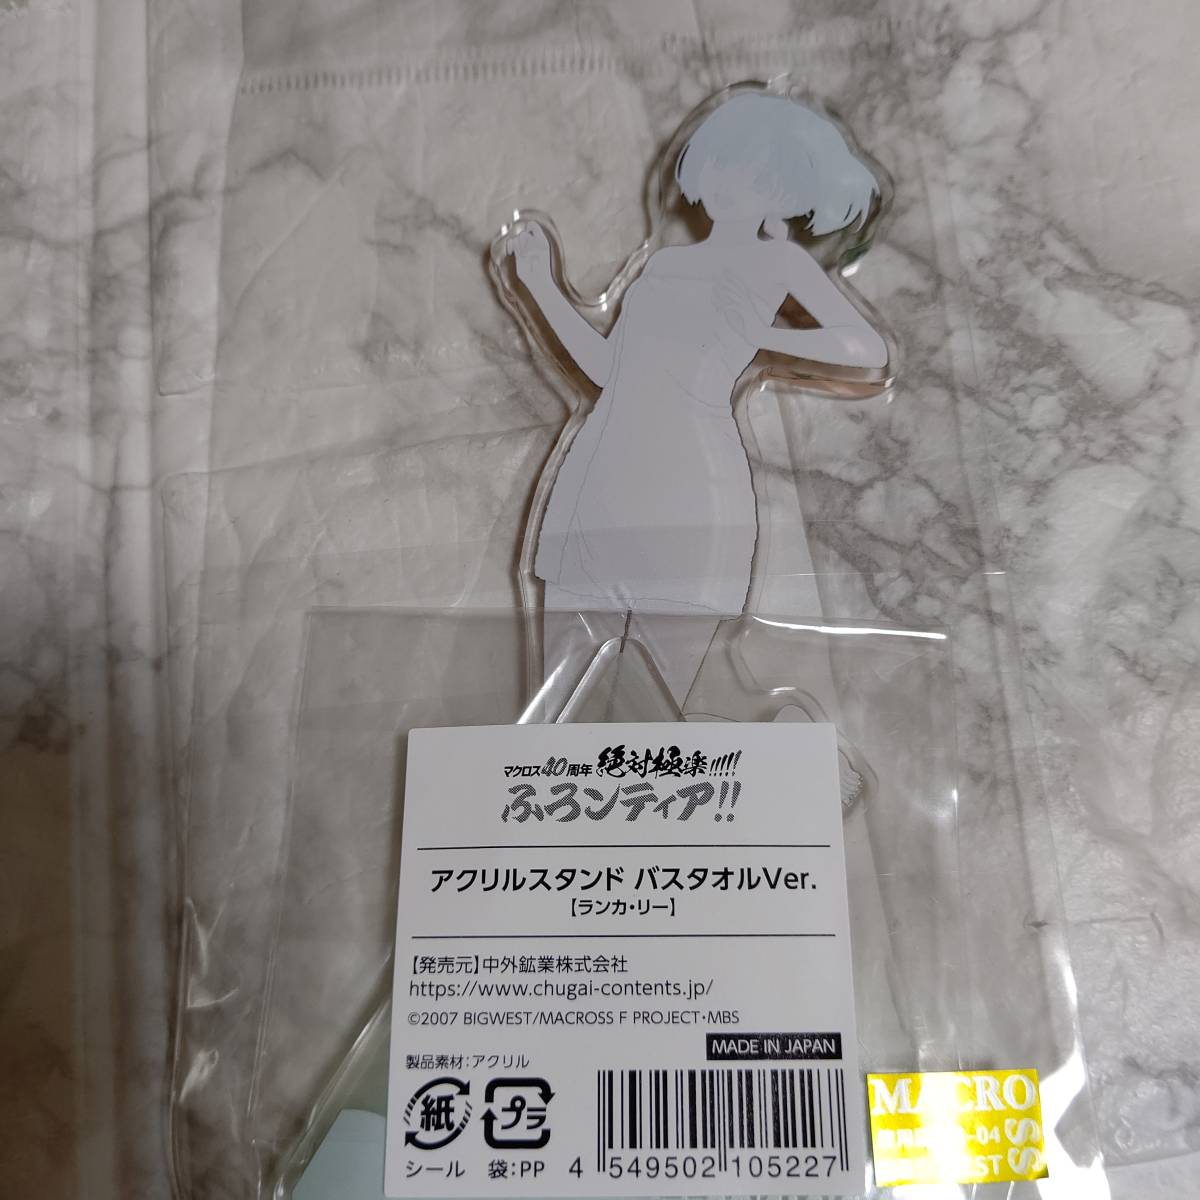 マクロス40周年 絶対極楽!!!!!
ふろンティア!!
アクリルスタンド バスタオルVer.
【ランカ・リー】
【発売元】中外鉱業株式会社
https://www.chugai-contents.jp/
©2007 BIGWEST/MACROSS F PROJECT・MBS
MADE IN JAPAN
製品素材：アクリル
紙 プラ
シール 袋：PP
4 549502 105227
MACROSS
-04
ST